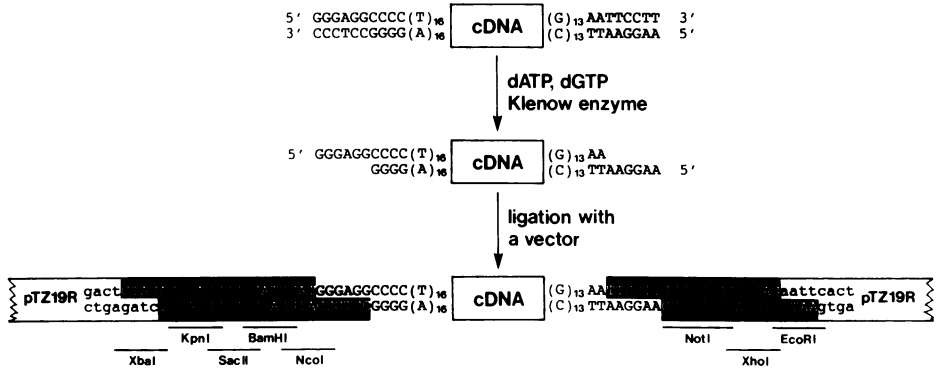 5' GGGAGGCCCC(T)16 cDNA (G)13AATTCCTT 3'
3' CCCTCCGGGG(A)16 (C)13TTAAGGAA 5'
dATP, dGTP
Klenow enzyme
5' GGGAGGCCCC(T)16 cDNA (G)13AA
GGGG(A)16 (C)13TTAAGGAA 5'
ligation with
a vector
pTZ19R gact GGGAGGCCCC(T)16 cDNA (G)13AA aattcact pTZ19R
ctgagatc GGGG(A)16 (C)13TTAAGGAA gtga
KpnI BamHI NotI EcoRI
XbaI SacII NcoI XhoI